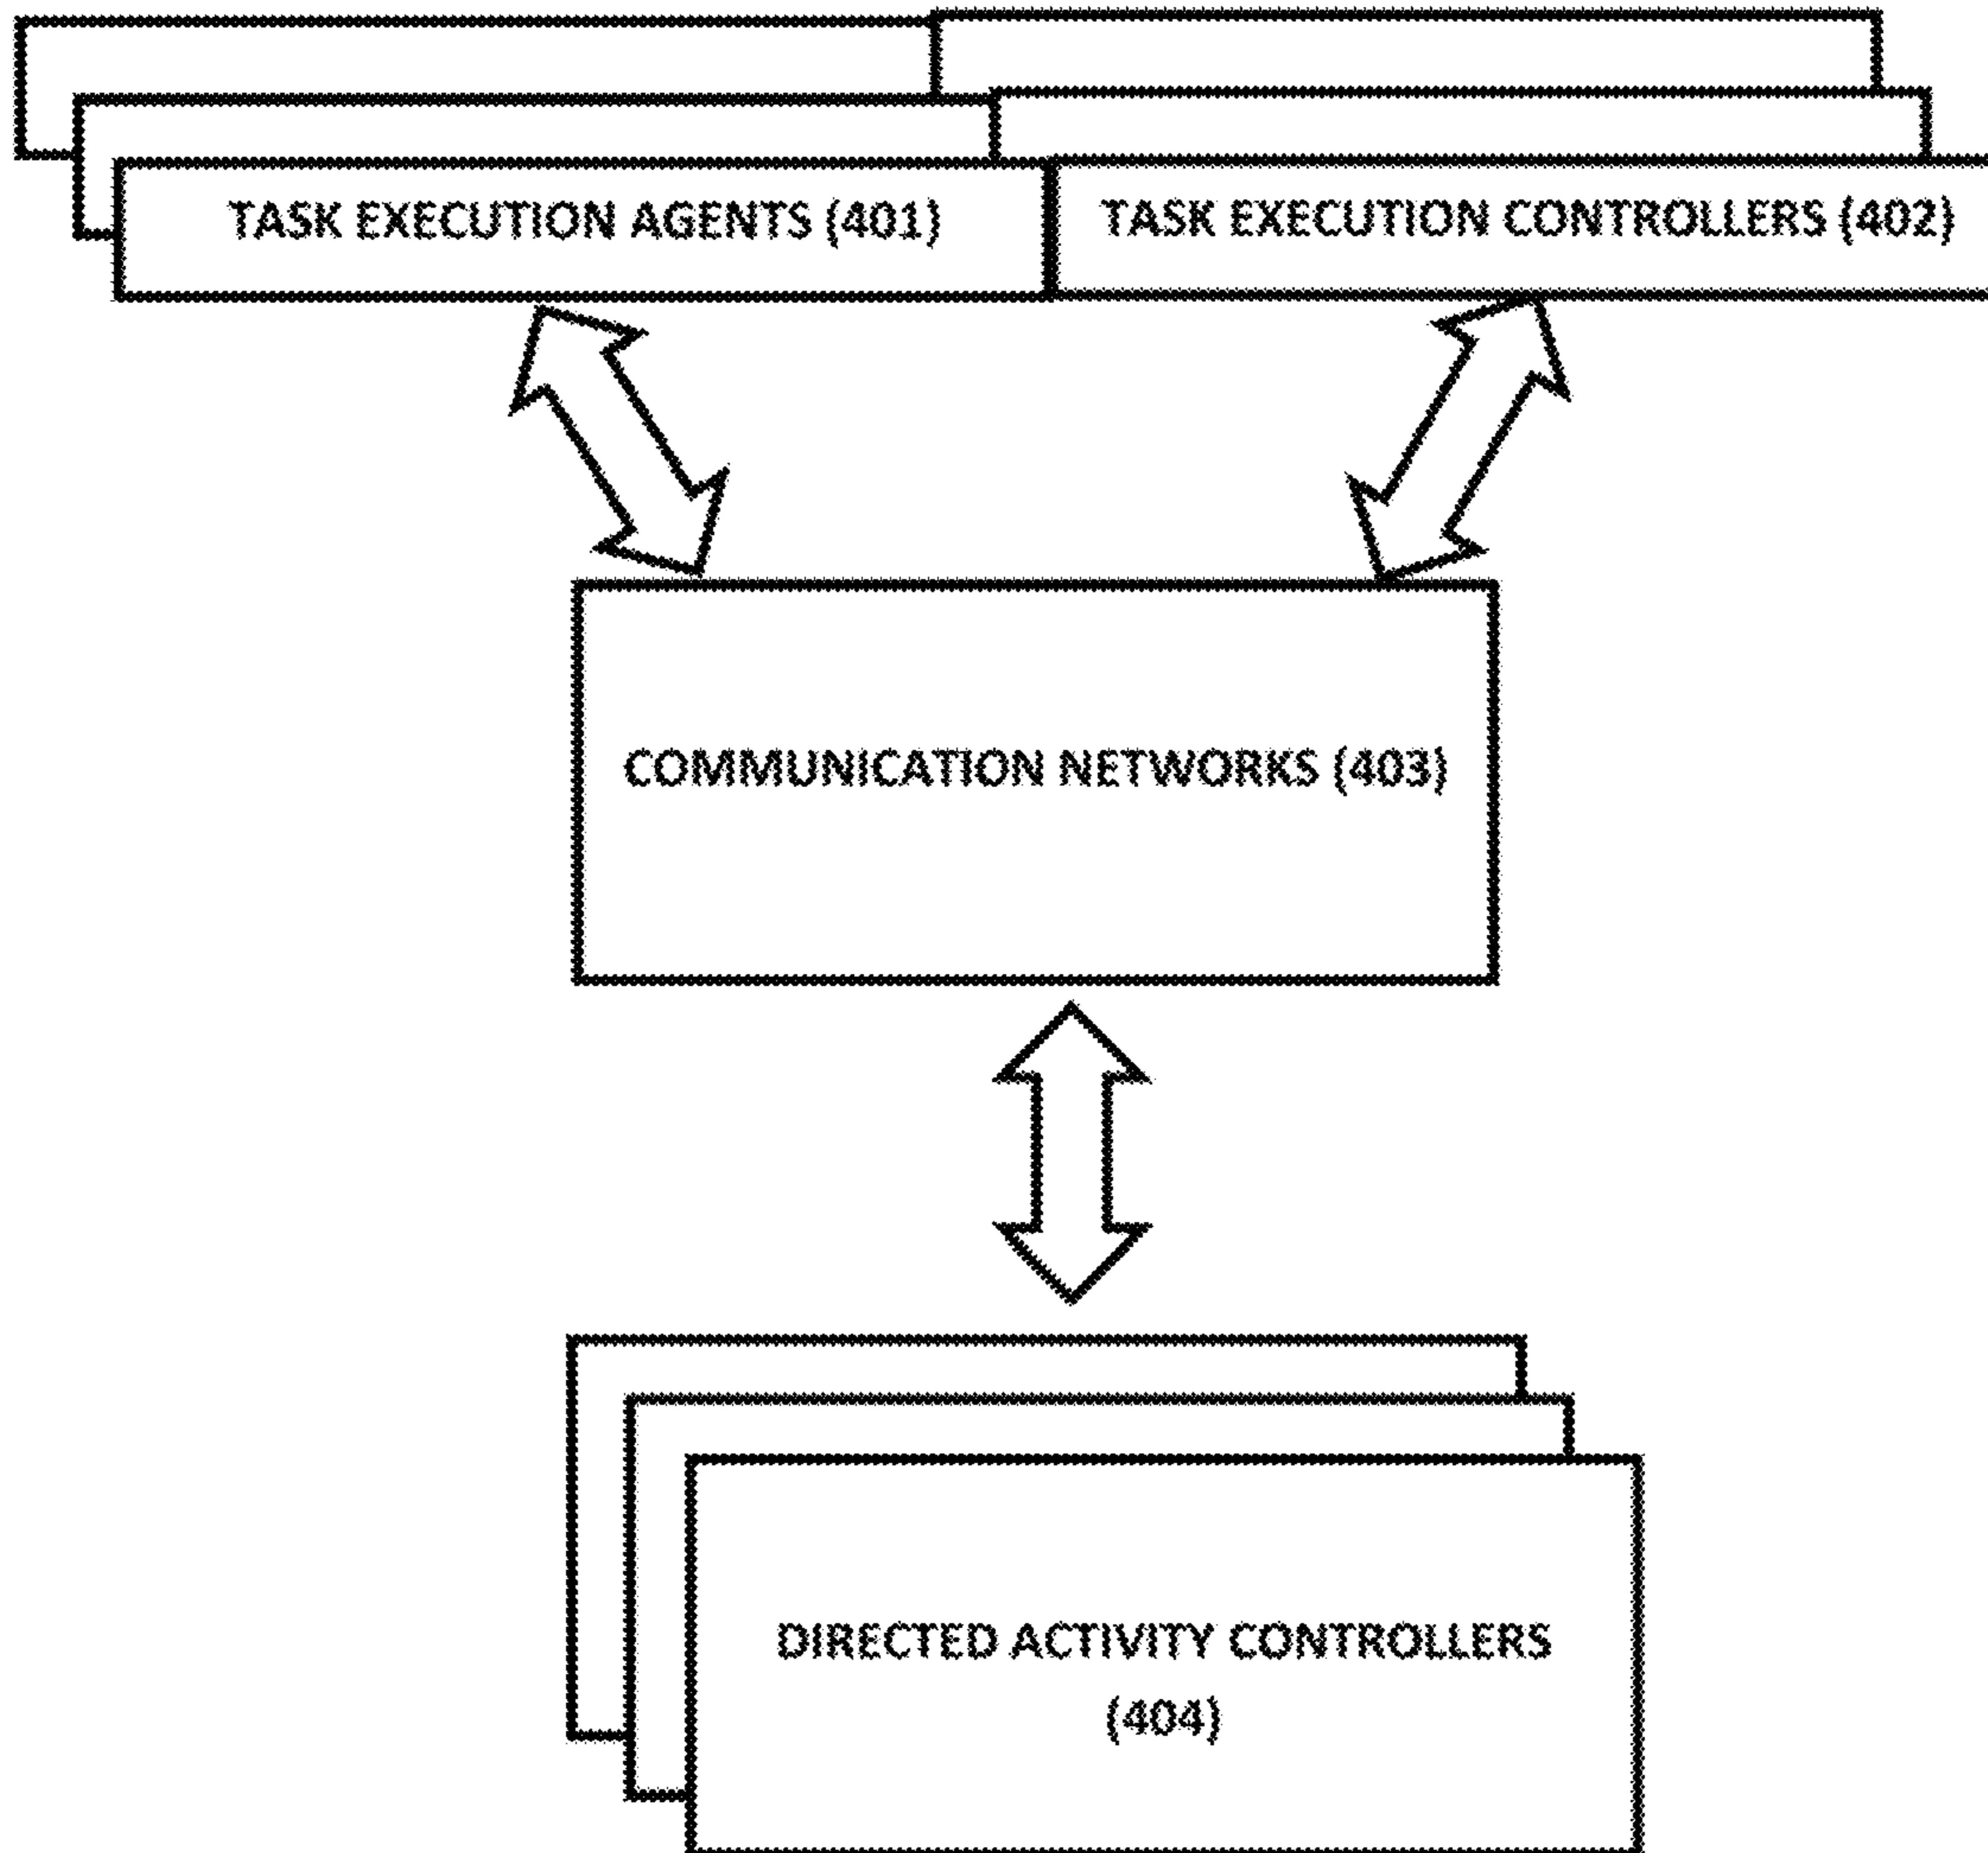 TASK EXECUTION AGENTS (401)
TASK EXECUTION CONTROLLERS (402)
COMMUNICATION NETWORKS (403)
DIRECTED ACTIVITY CONTROLLERS
(404)